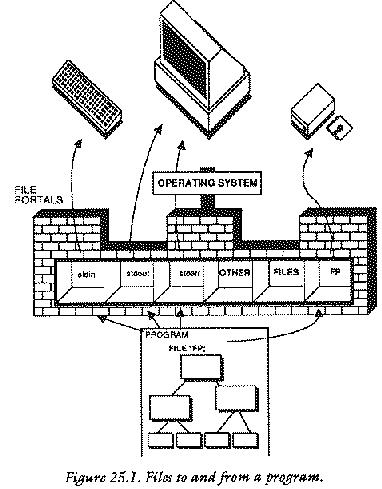 OPERATING SYSTEM
FILE
PORTALS
stdin
stdout
stderr
OTHER
FILES
FP
PROGRAM
FILE *FP;
Figure 25.1. Files to and from a program.